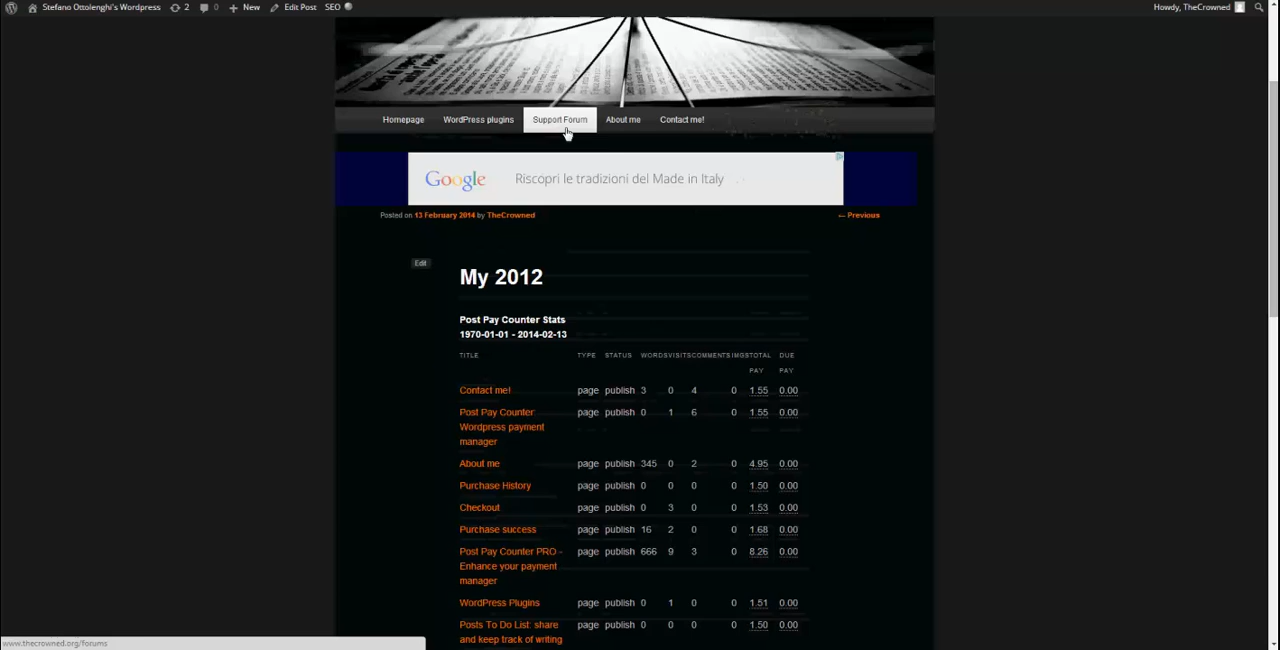 Stefano Ottolenghi's Wordpress 2 0 New Edit Post SEO Howdy, TheCrowned
Homepage WordPress plugins Support Forum About me Contact me!
Google Riscopri le tradizioni del Made in Italy
Posted on 13 February 2014 by TheCrowned ← Previous
Edit
My 2012
Post Pay Counter Stats
1970-01-01 - 2014-02-13
TITLE TYPE STATUS WORDS VISITS COMMENTS IMGS TOTAL PAY DUE PAY
Contact me! page publish 3 0 4 0 1.55 0.00
Post Pay Counter: page publish 0 1 6 0 1.55 0.00
Wordpress payment
manager
About me page publish 345 0 2 0 4.95 0.00
Purchase History page publish 0 0 0 0 1.50 0.00
Checkout page publish 0 3 0 0 1.53 0.00
Purchase success page publish 16 2 0 0 1.68 0.00
Post Pay Counter PRO - page publish 666 9 3 0 8.26 0.00
Enhance your payment
manager
WordPress Plugins page publish 0 1 0 0 1.51 0.00
Posts To Do List: share page publish 0 0 0 0 1.50 0.00
and keep track of writing
www.thecrowned.org/forums